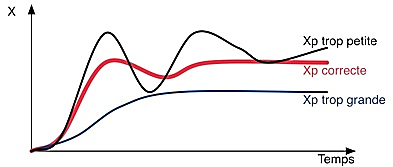 X
Xp trop petite
Xp correcte
Xp trop grande
Temps